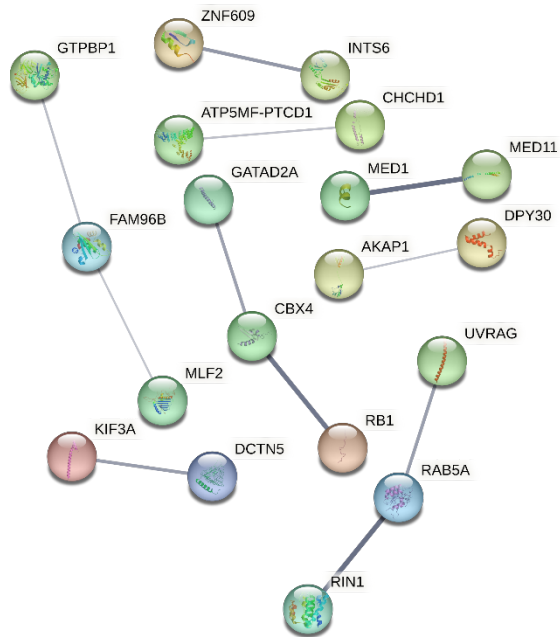 ZNF609
GTPBP1
INTS6
CHCHD1
ATP5MF-PTCD1
MED11
GATAD2A
MED1
DPY30
FAM96B
AKAP1
CBX4
UVRAG
MLF2
RB1
KIF3A
DCTN5
RAB5A
RIN1